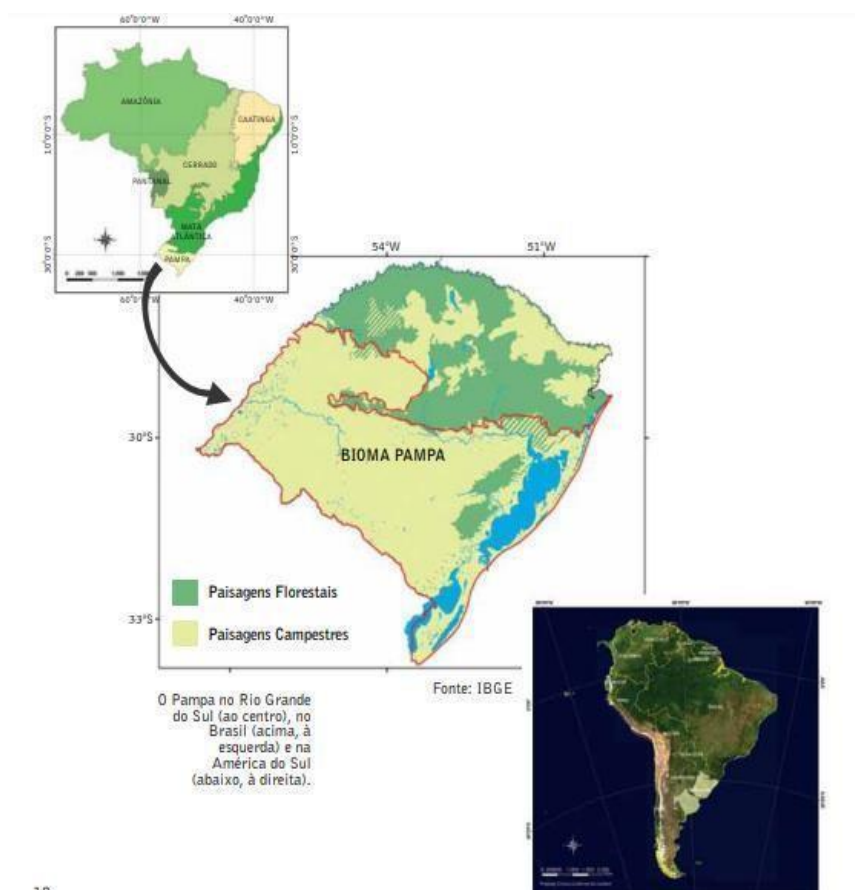 60°0'0"W 40°0'0"W
AMAZÔNIA
CAATINGA
10°0'0"S 10°0'0"S
CERRADO
PANTANAL
MATA
ATLÂNTICA
PAMPA
30°0'0"S 30°0'0"S
60°0'0"W 40°0'0"W
54°W 51°W
30°S
BIOMA PAMPA
Paisagens Florestais
Paisagens Campestres
33°S
Fonte: IBGE
O Pampa no Rio Grande
do Sul (ao centro), no
Brasil (acima, à
esquerda) e na
América do Sul
(abaixo, à direita).